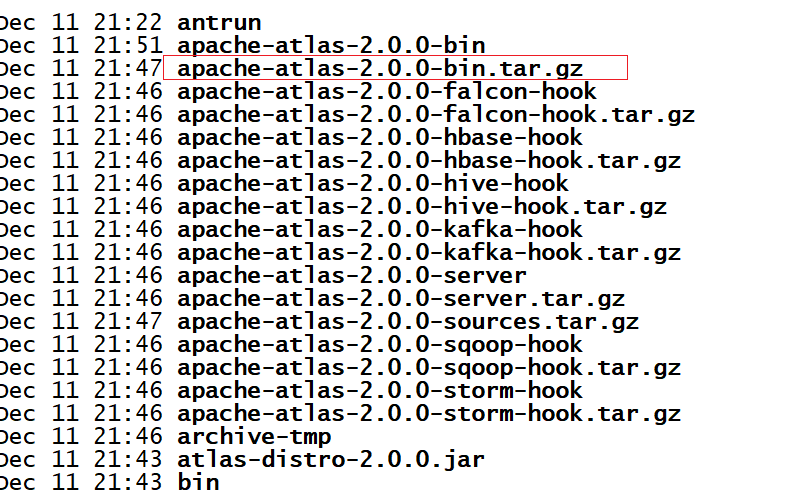 Dec 11 21:22 antrun
Dec 11 21:51 apache-atlas-2.0.0-bin
Dec 11 21:47 apache-atlas-2.0.0-bin.tar.gz
Dec 11 21:46 apache-atlas-2.0.0-falcon-hook
Dec 11 21:46 apache-atlas-2.0.0-falcon-hook.tar.gz
Dec 11 21:46 apache-atlas-2.0.0-hbase-hook
Dec 11 21:46 apache-atlas-2.0.0-hbase-hook.tar.gz
Dec 11 21:46 apache-atlas-2.0.0-hive-hook
Dec 11 21:46 apache-atlas-2.0.0-hive-hook.tar.gz
Dec 11 21:46 apache-atlas-2.0.0-kafka-hook
Dec 11 21:46 apache-atlas-2.0.0-kafka-hook.tar.gz
Dec 11 21:46 apache-atlas-2.0.0-server
Dec 11 21:46 apache-atlas-2.0.0-server.tar.gz
Dec 11 21:47 apache-atlas-2.0.0-sources.tar.gz
Dec 11 21:46 apache-atlas-2.0.0-sqoop-hook
Dec 11 21:46 apache-atlas-2.0.0-sqoop-hook.tar.gz
Dec 11 21:46 apache-atlas-2.0.0-storm-hook
Dec 11 21:46 apache-atlas-2.0.0-storm-hook.tar.gz
Dec 11 21:46 archive-tmp
Dec 11 21:43 atlas-distro-2.0.0.jar
Dec 11 21:43 bin